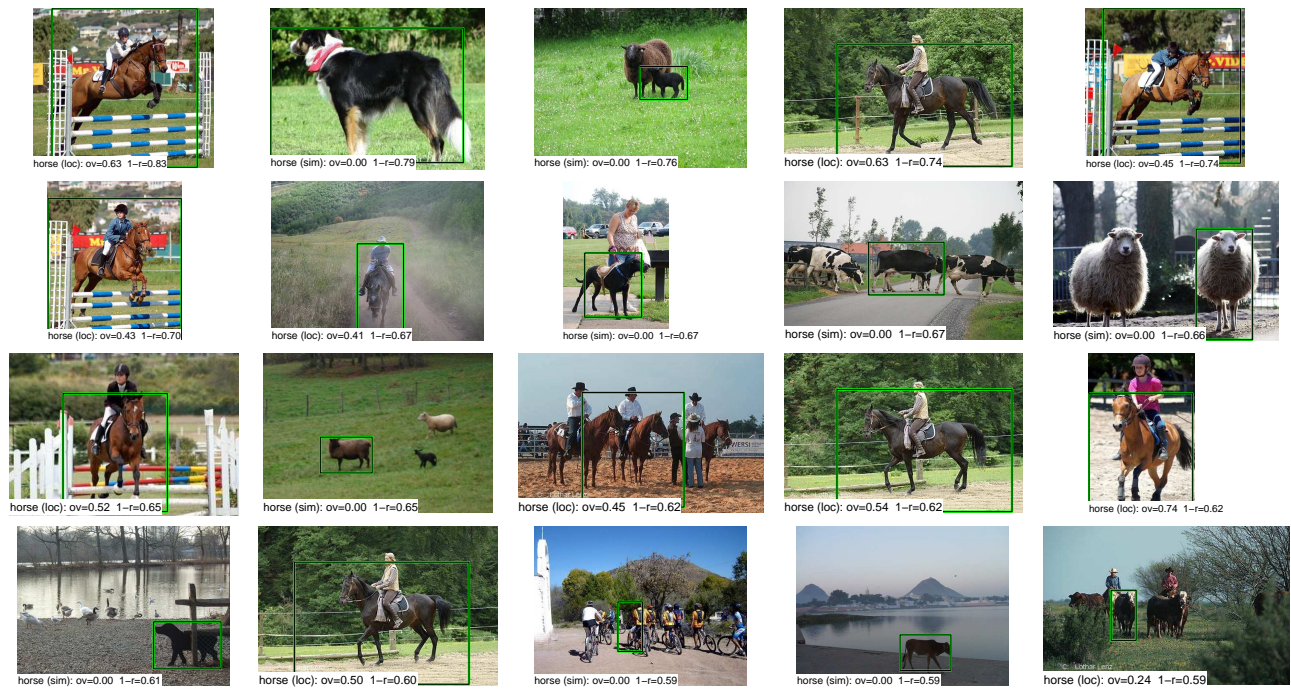 horse (loc): ov=0.63 1−r=0.83
horse (sim): ov=0.00 1−r=0.79
horse (sim): ov=0.00 1−r=0.76
horse (loc): ov=0.63 1−r=0.74
horse (loc): ov=0.45 1−r=0.74
horse (loc): ov=0.43 1−r=0.70
horse (loc): ov=0.41 1−r=0.67
horse (sim): ov=0.00 1−r=0.67
horse (sim): ov=0.00 1−r=0.67
horse (sim): ov=0.00 1−r=0.66
horse (loc): ov=0.52 1−r=0.65
horse (sim): ov=0.00 1−r=0.65
horse (loc): ov=0.45 1−r=0.62
horse (loc): ov=0.54 1−r=0.62
horse (loc): ov=0.74 1−r=0.62
horse (sim): ov=0.00 1−r=0.61
horse (loc): ov=0.50 1−r=0.60
horse (sim): ov=0.00 1−r=0.59
horse (sim): ov=0.00 1−r=0.59
Lothar Lenz
horse (loc): ov=0.24 1−r=0.59